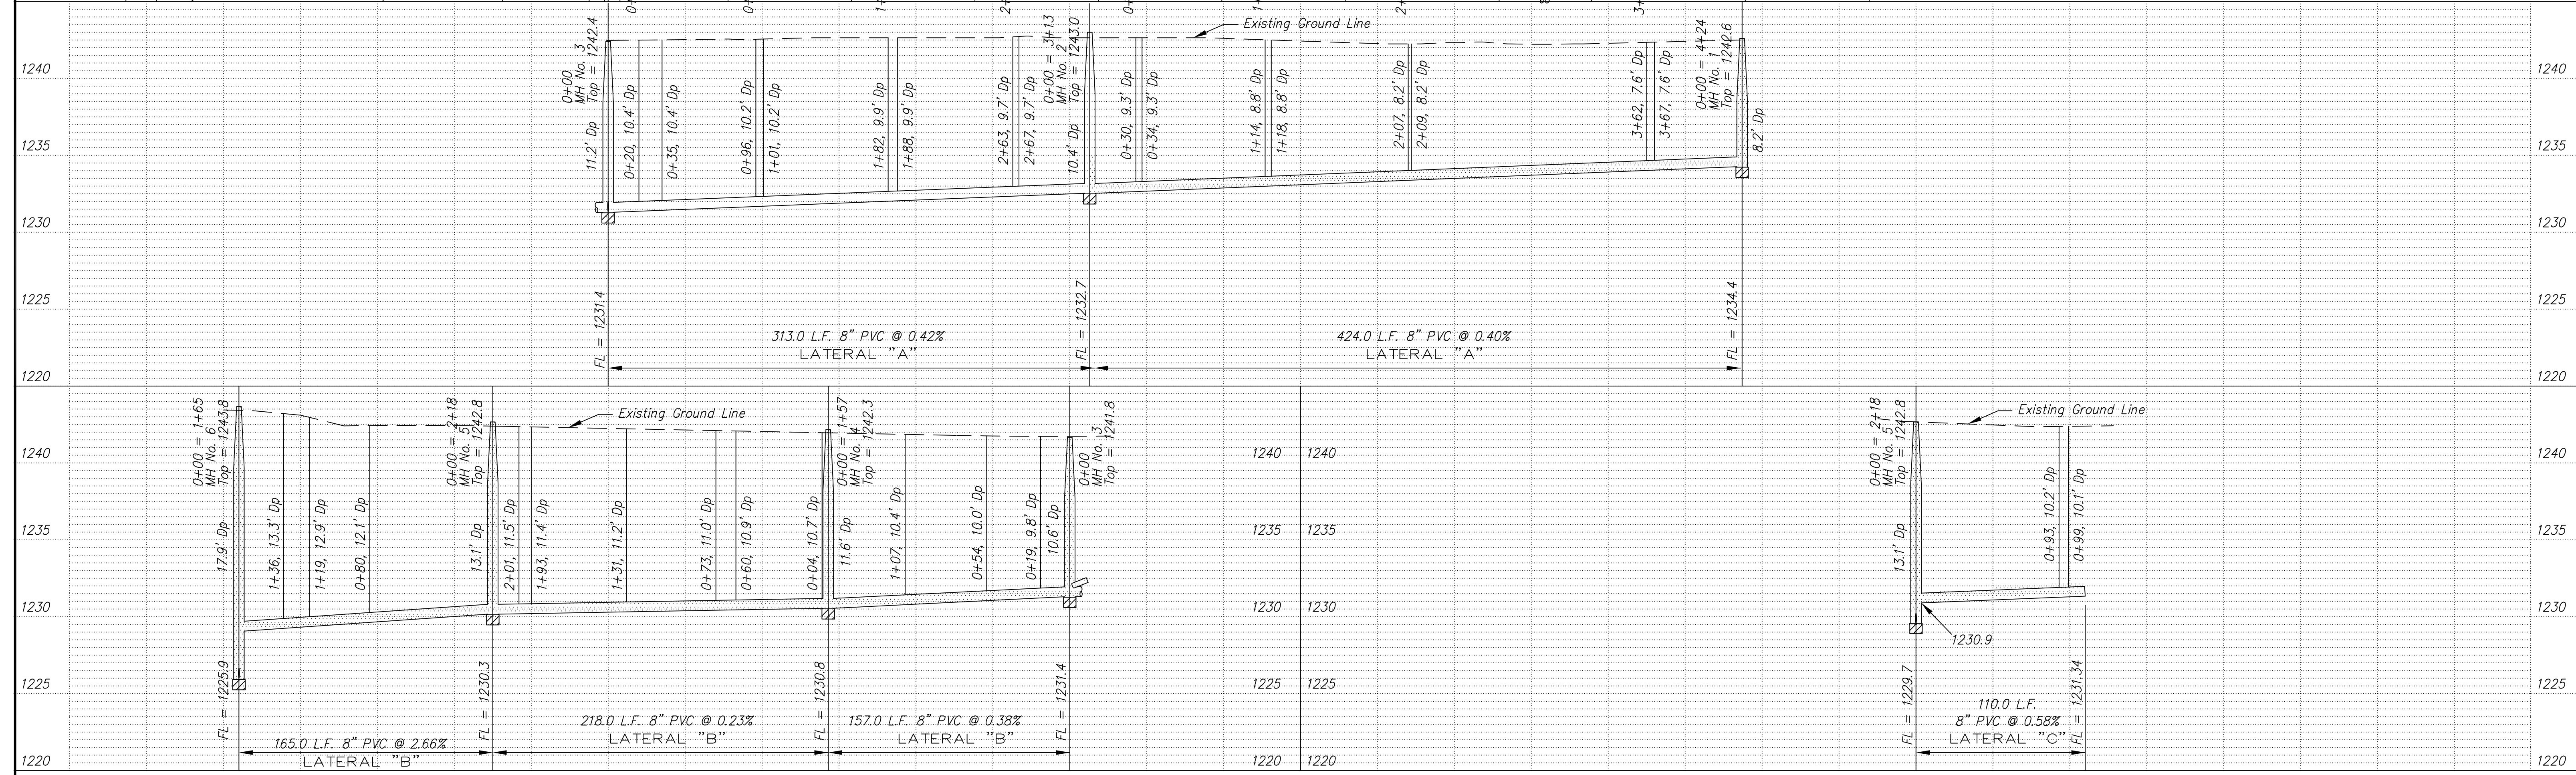 0+00
MH No. 3
Top = 1242.4
11.2' Dp
0+20, 10.4' Dp
0+35, 10.4' Dp
0+96, 10.2' Dp
1+01, 10.2' Dp
1+82, 9.9' Dp
1+88, 9.9' Dp
2+63, 9.7' Dp
2+67, 9.7' Dp
0+00 = 3+13
MH No. 2
Top = 1243.0
10.4' Dp
0+30, 9.3' Dp
0+34, 9.3' Dp
Existing Ground Line
1+14, 8.8' Dp
1+18, 8.8' Dp
2+07, 8.2' Dp
2+09, 8.2' Dp
3+62, 7.6' Dp
3+67, 7.6' Dp
0+00 = 4+24
MH No. 1
Top = 1242.6
8.2' Dp
1240
1240
1235
1235
1230
1230
1225
1225
1220
1220
FL = 1231.4
FL = 1232.7
FL = 1234.4
313.0 L.F. 8" PVC @ 0.42%
LATERAL "A"
424.0 L.F. 8" PVC @ 0.40%
LATERAL "A"
0+00 = 1+65
MH No. 6
Top = 1243.8
17.9' Dp
1+36, 13.3' Dp
1+19, 12.9' Dp
0+80, 12.1' Dp
0+00 = 2+18
MH No. 5
Top = 1242.8
13.1' Dp
2+01, 11.5' Dp
1+93, 11.4' Dp
Existing Ground Line
1+31, 11.2' Dp
0+73, 11.0' Dp
0+60, 10.9' Dp
0+04, 10.7' Dp
0+00 = 1+57
MH No. 4
Top = 1242.3
11.6' Dp
1+07, 10.4' Dp
0+54, 10.0' Dp
0+19, 9.8' Dp
10.6' Dp
0+00
MH No. 3
Top = 1241.8
1240
1240
1240
1240
1235
1235
1235
1235
1230
1230
1230
1230
1225
1225
1225
1225
1220
1220
1220
1220
FL = 1225.9
FL = 1230.3
FL = 1230.8
FL = 1231.4
165.0 L.F. 8" PVC @ 2.66%
LATERAL "B"
218.0 L.F. 8" PVC @ 0.23%
LATERAL "B"
157.0 L.F. 8" PVC @ 0.38%
LATERAL "B"
0+00 = 2+18
MH No. 5
Top = 1242.8
13.1' Dp
Existing Ground Line
0+93, 10.2' Dp
0+99, 10.1' Dp
1230.9
FL = 1229.7
FL = 1231.34
110.0 L.F.
8" PVC @ 0.58%
LATERAL "C"